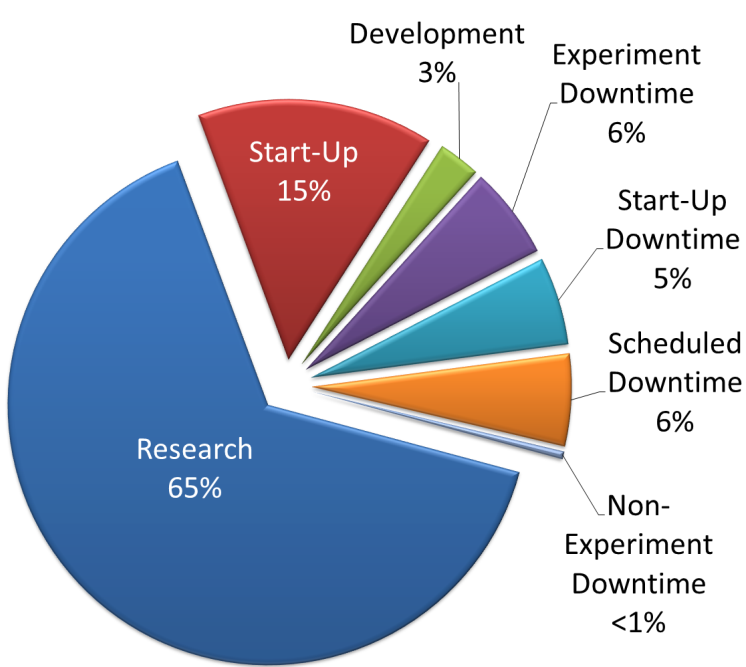 Development
3%
Experiment
Downtime
6%
Start-Up
15%
Start-Up
Downtime
5%
Scheduled
Downtime
6%
Research
65%
Non-
Experiment
Downtime
<1%